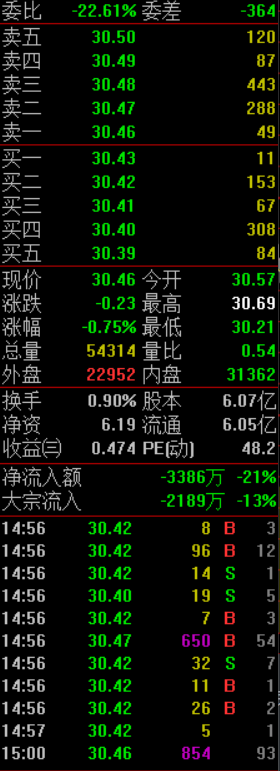 委比 -22.61% 委差 -364
卖五 30.50 120
卖四 30.49 87
卖三 30.48 443
卖二 30.47 288
卖一 30.46 49
买一 30.43 11
买二 30.42 153
买三 30.41 67
买四 30.40 308
买五 30.39 84
现价 30.46 今开 30.57
涨跌 -0.23 最高 30.69
涨幅 -0.75% 最低 30.21
总量 54314 量比 0.54
外盘 22952 内盘 31362
换手 0.90% 股本 6.07亿
净资 6.19 流通 6.05亿
收益㈢ 0.474 PE(动) 48.2
净流入额 -3386万 -21%
大宗流入 -2189万 -13%
14:56 30.42 8 B 3
14:56 30.42 96 B 12
14:56 30.42 14 S 1
14:56 30.40 19 S 5
14:56 30.42 7 B 3
14:56 30.47 650 B 54
14:56 30.42 32 S 7
14:56 30.42 11 B 1
14:56 30.42 26 B 2
14:57 30.42 5 1
15:00 30.46 854 93